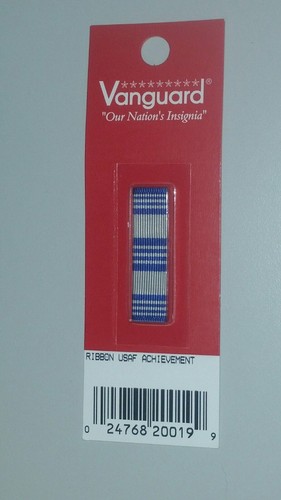 *********
Vanguard®
"Our Nation's Insignia"
RIBBON USAF ACHIEVEMENT
0 24768 20019 9